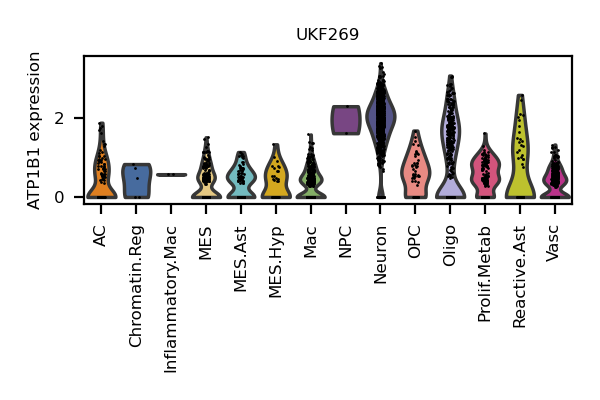 UKF269
ATP1B1 expression
2
0
AC
Chromatin.Reg
Inflammatory.Mac
MES
MES.Ast
MES.Hyp
Mac
NPC
Neuron
OPC
Oligo
Prolif.Metab
Reactive.Ast
Vasc